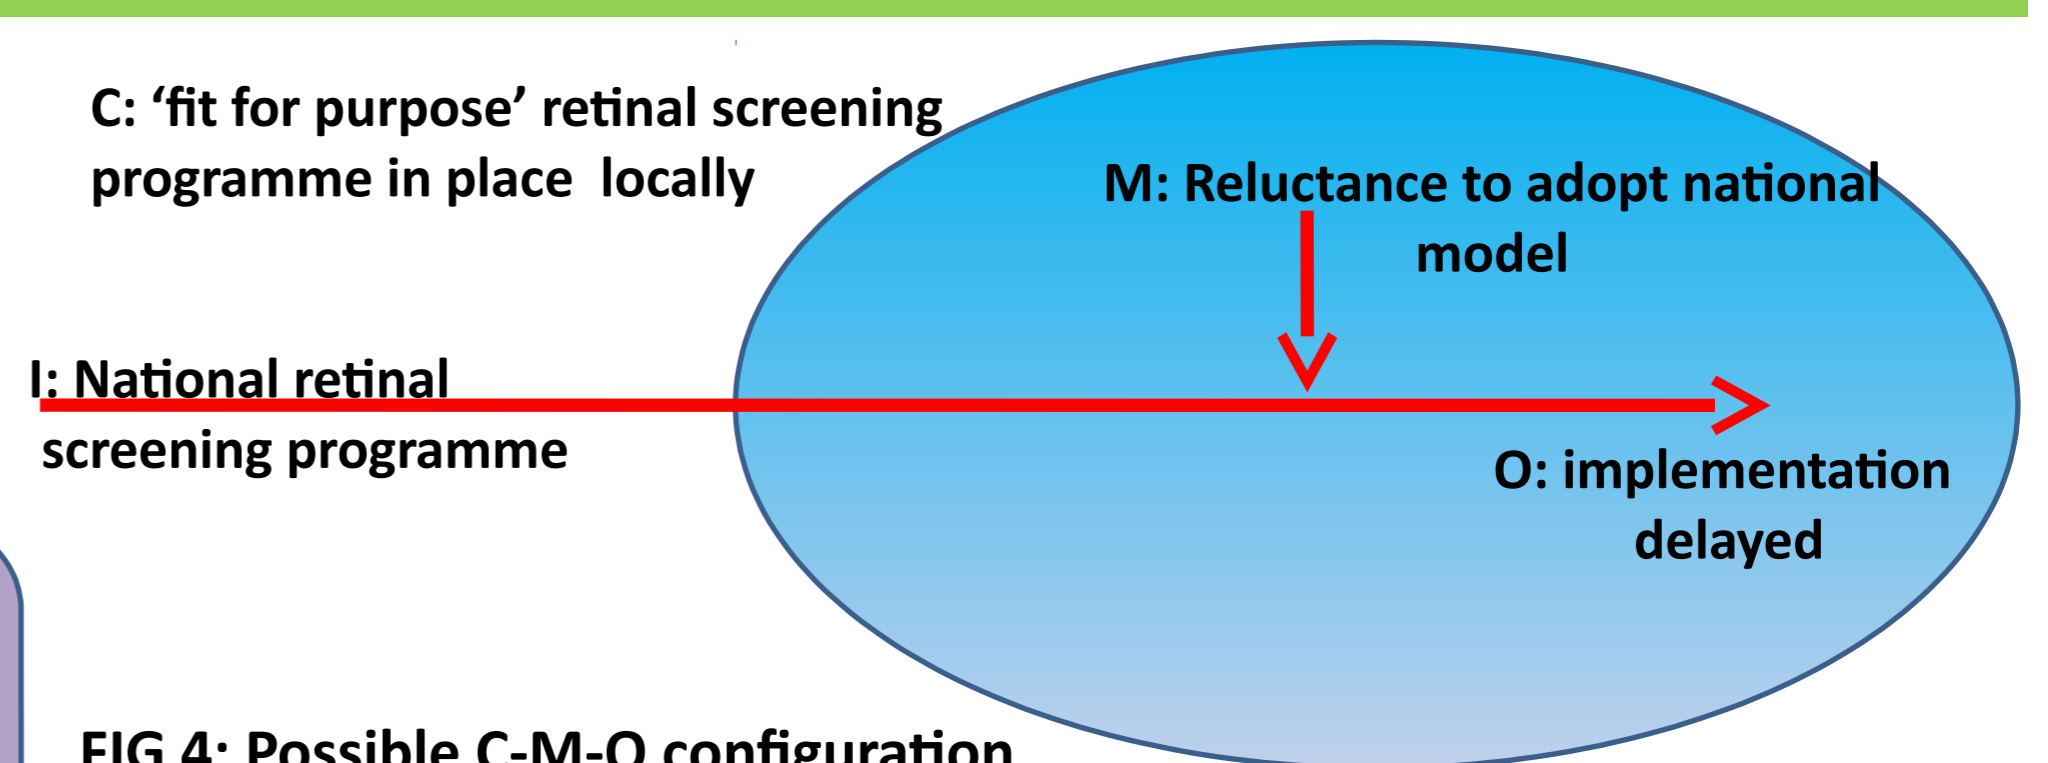 C: ‘fit for purpose’ retinal screening
programme in place locally
M: Reluctance to adopt national
model
I: National retinal
screening programme
O: implementation
delayed
FIG 4: Possible C-M-O configuration